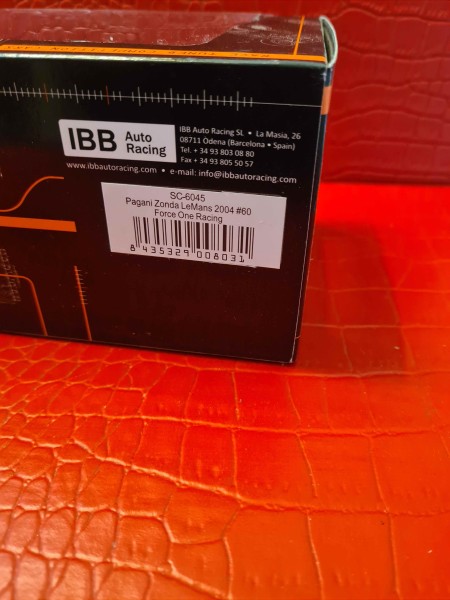 IBB Auto
Racing
IBB Auto Racing SL • La Masia, 26
08711 Òdena (Barcelona • Spain)
Tel. + 34 93 803 08 80
Fax + 34 93 805 50 57
www.ibbautoracing.com • e-mail: info@ibbautoracing.com
SC-6045
Pagani Zonda LeMans 2004 #60
Force One Racing
8 435329 008031